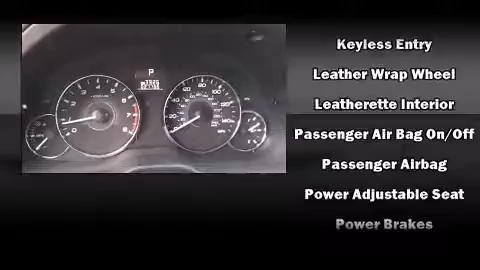 Keyless Entry
Leather Wrap Wheel
Leatherette Interior
Passenger Air Bag On/Off
Passenger Airbag
Power Adjustable Seat
Power Brakes
P